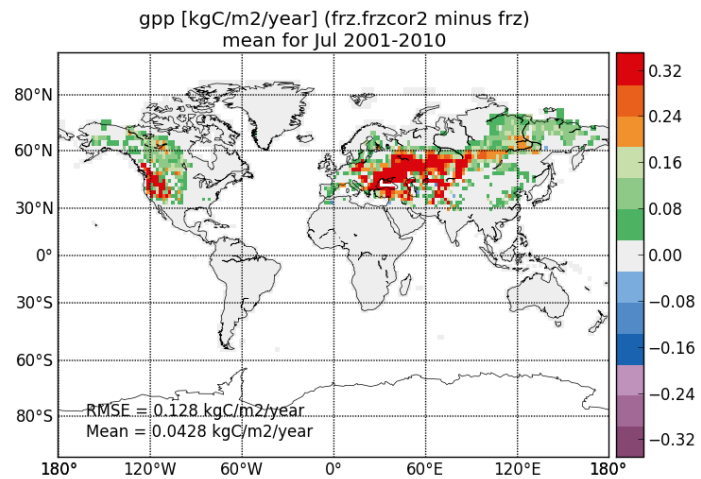 gpp [kgC/m2/year] (frz.frzcor2 minus frz)
mean for Jul 2001-2010
80°N
60°N
30°N
0°
30°S
60°S
80°S
RMSE = 0.128 kgC/m2/year
Mean = 0.0428 kgC/m2/year
180° 120°W 60°W 0° 60°E 120°E 180°
0.32
0.24
0.16
0.08
0.00
−0.08
−0.16
−0.24
−0.32